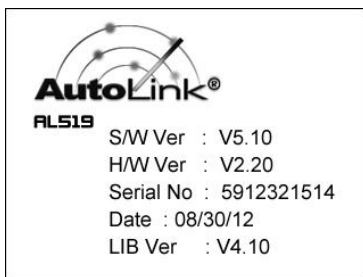 AutoLink®
AL519
S/W Ver : V5.10
H/W Ver : V2.20
Serial No : 5912321514
Date : 08/30/12
LIB Ver : V4.10